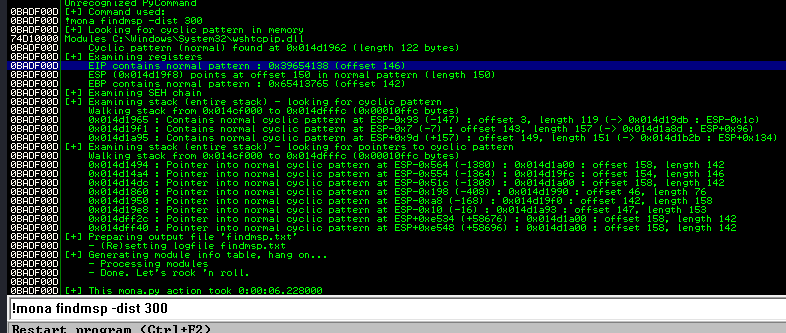 Unrecognized PyCommand
0BADF00D [+] Command used:
0BADF00D !mona findmsp -dist 300
0BADF00D [+] Looking for cyclic pattern in memory
74D10000 Modules C:\Windows\System32\wshtcpip.dll
0BADF00D Cyclic pattern (normal) found at 0x014d1962 (length 122 bytes)
0BADF00D [+] Examining registers
0BADF00D EIP contains normal pattern : 0x39654138 (offset 146)
0BADF00D ESP (0x014d19f8) points at offset 150 in normal pattern (length 150)
0BADF00D EBP contains normal pattern : 0x65413765 (offset 142)
0BADF00D [+] Examining SEH chain
0BADF00D [+] Examining stack (entire stack) - looking for cyclic pattern
0BADF00D Walking stack from 0x014cf000 to 0x014dfffc (0x00010ffc bytes)
0BADF00D 0x014d1965 : Contains normal cyclic pattern at ESP-0x93 (-147) : offset 3, length 119 (-> 0x014d19db : ESP-0x1c)
0BADF00D 0x014d19f1 : Contains normal cyclic pattern at ESP-0x7 (-7) : offset 143, length 157 (-> 0x014d1a8d : ESP+0x96)
0BADF00D 0x014d1a95 : Contains normal cyclic pattern at ESP+0x9d (+157) : offset 149, length 151 (-> 0x014d1b2b : ESP+0x134)
0BADF00D [+] Examining stack (entire stack) - looking for pointers to cyclic pattern
0BADF00D Walking stack from 0x014cf000 to 0x014dfffc (0x00010ffc bytes)
0BADF00D 0x014d1494 : Pointer into normal cyclic pattern at ESP-0x564 (-1380) : 0x014d1a00 : offset 158, length 142
0BADF00D 0x014d14a4 : Pointer into normal cyclic pattern at ESP-0x554 (-1364) : 0x014d19fc : offset 154, length 146
0BADF00D 0x014d14dc : Pointer into normal cyclic pattern at ESP-0x51c (-1308) : 0x014d1a00 : offset 158, length 142
0BADF00D 0x014d1860 : Pointer into normal cyclic pattern at ESP-0x198 (-408) : 0x014d1990 : offset 46, length 76
0BADF00D 0x014d1950 : Pointer into normal cyclic pattern at ESP-0xa8 (-168) : 0x014d19f0 : offset 142, length 158
0BADF00D 0x014d19e8 : Pointer into normal cyclic pattern at ESP-0x10 (-16) : 0x014d1a93 : offset 147, length 153
0BADF00D 0x014dff2c : Pointer into normal cyclic pattern at ESP+0xe534 (+58676) : 0x014d1a00 : offset 158, length 142
0BADF00D 0x014dff40 : Pointer into normal cyclic pattern at ESP+0xe548 (+58696) : 0x014d1a00 : offset 158, length 142
0BADF00D [+] Preparing output file 'findmsp.txt'
0BADF00D - (Re)setting logfile findmsp.txt
0BADF00D [+] Generating module info table, hang on...
0BADF00D - Processing modules
0BADF00D - Done. Let's rock 'n roll.
0BADF00D
0BADF00D [+] This mona.py action took 0:00:06.228000
!mona findmsp -dist 300
Restart program (Ctrl+F2)